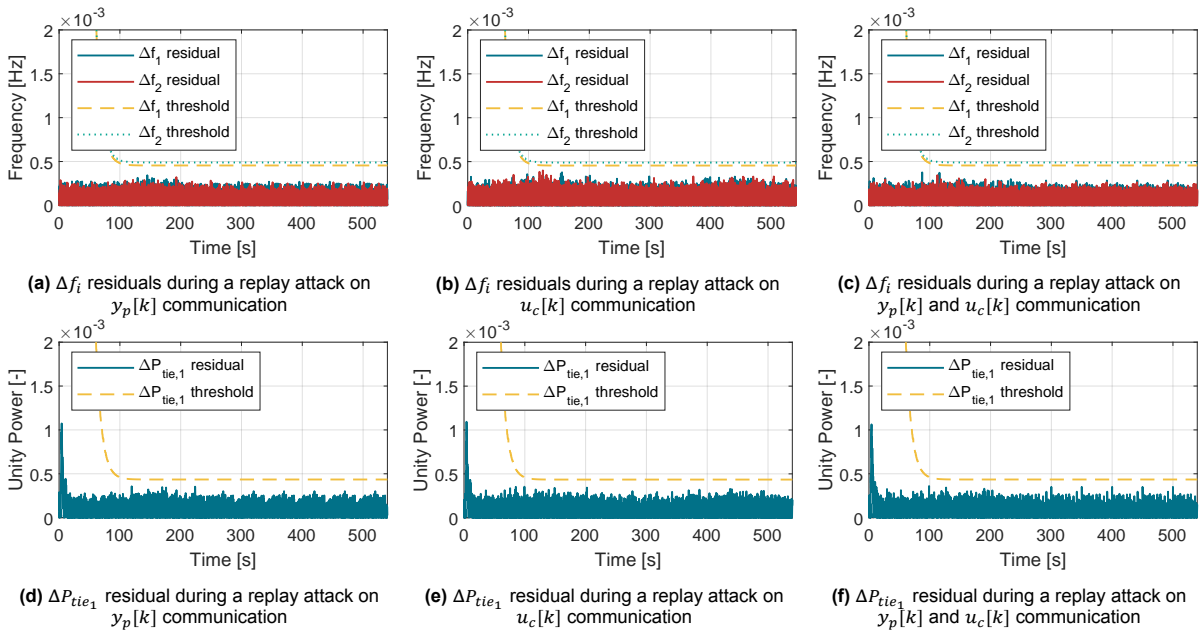 × 10⁻³
2
1.5
1
0.5
0
Frequency [Hz]
Δf₁ residual
Δf₂ residual
Δf₁ threshold
Δf₂ threshold
0 100 200 300 400 500
Time [s]
(a) Δfᵢ residuals during a replay attack on
yₚ[k] communication
× 10⁻³
2
1.5
1
0.5
0
Frequency [Hz]
Δf₁ residual
Δf₂ residual
Δf₁ threshold
Δf₂ threshold
0 100 200 300 400 500
Time [s]
(b) Δfᵢ residuals during a replay attack on
u_c[k] communication
× 10⁻³
2
1.5
1
0.5
0
Frequency [Hz]
Δf₁ residual
Δf₂ residual
Δf₁ threshold
Δf₂ threshold
0 100 200 300 400 500
Time [s]
(c) Δfᵢ residuals during a replay attack on
yₚ[k] and u_c[k] communication
× 10⁻³
2
1.5
1
0.5
0
Unity Power [-]
ΔP_tie,1 residual
ΔP_tie,1 threshold
0 100 200 300 400 500
Time [s]
(d) ΔP_tie₁ residual during a replay attack on
yₚ[k] communication
× 10⁻³
2
1.5
1
0.5
0
Unity Power [-]
ΔP_tie,1 residual
ΔP_tie,1 threshold
0 100 200 300 400 500
Time [s]
(e) ΔP_tie₁ residual during a replay attack on
u_c[k] communication
× 10⁻³
2
1.5
1
0.5
0
Unity Power [-]
ΔP_tie,1 residual
ΔP_tie,1 threshold
0 100 200 300 400 500
Time [s]
(f) ΔP_tie₁ residual during a replay attack on
yₚ[k] and u_c[k] communication